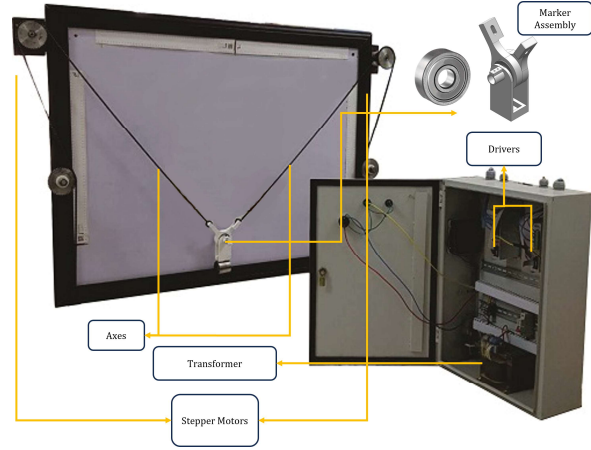 Marker
Assembly
Drivers
Axes
Transformer
Stepper Motors